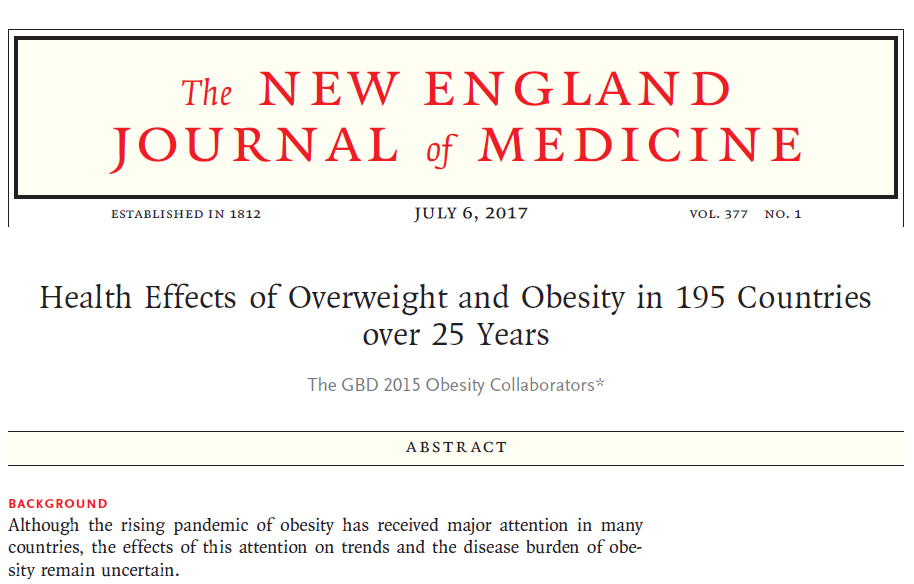 The NEW ENGLAND
JOURNAL of MEDICINE
ESTABLISHED IN 1812 JULY 6, 2017 VOL. 377 NO. 1
Health Effects of Overweight and Obesity in 195 Countries
over 25 Years
The GBD 2015 Obesity Collaborators*
ABSTRACT
BACKGROUND
Although the rising pandemic of obesity has received major attention in many
countries, the effects of this attention on trends and the disease burden of obe-
sity remain uncertain.